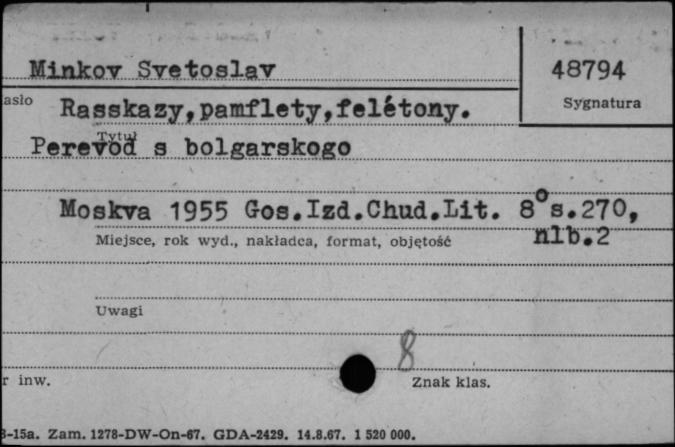 Minkov Svetoslav
48794
asło
Sygnatura
Rasskazy,pamflety,felétony.
Tytuł
Perevod s bolgarskogo
Moskva 1955 Gos.Izd.Chud.Lit. 8° s.270,
nlb.2
Miejsce, rok wyd., nakładca, format, objętość
Uwagi
8
r inw.
Znak klas.
3-15a. Zam. 1278-DW-On-67. GDA-2429. 14.8.67. 1 520 000.